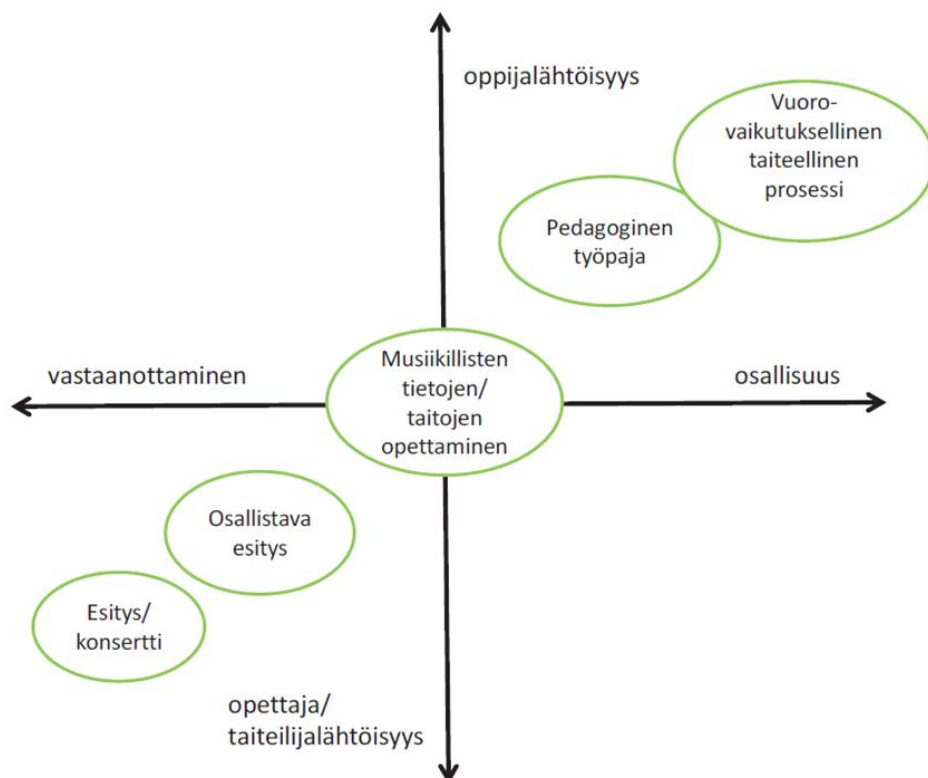 oppijalähtöisyys
Vuoro-
vaikutuksellinen
taiteellinen
prosessi
Pedagoginen
työpaja
vastaanottaminen
Musiikillisten
tietojen/
taitojen
opettaminen
osallisuus
Osallistava
esitys
Esitys/
konsertti
opettaja/
taiteilijalähtöisyys